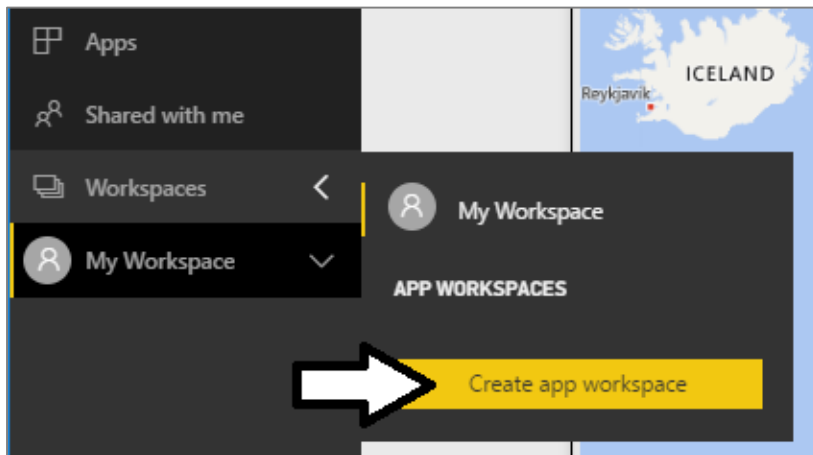 Apps
Shared with me
Workspaces
My Workspace
ICELAND
Reykjavik
My Workspace
APP WORKSPACES
Create app workspace